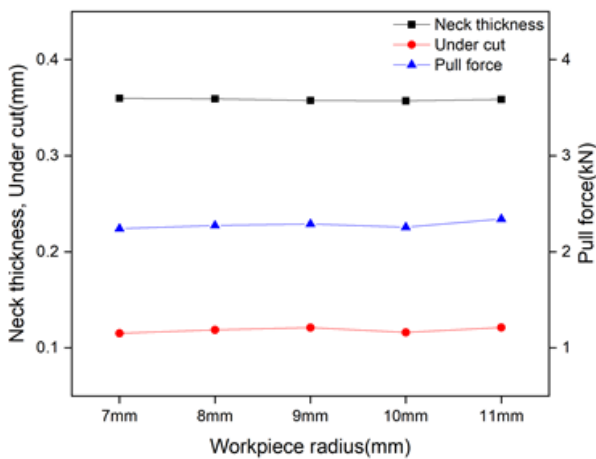 Neck thickness
Under cut
Pull force
0.4
0.3
0.2
0.1
4
3
2
1
Neck thickness, Under cut(mm)
Pull force(kN)
7mm 8mm 9mm 10mm 11mm
Workpiece radius(mm)